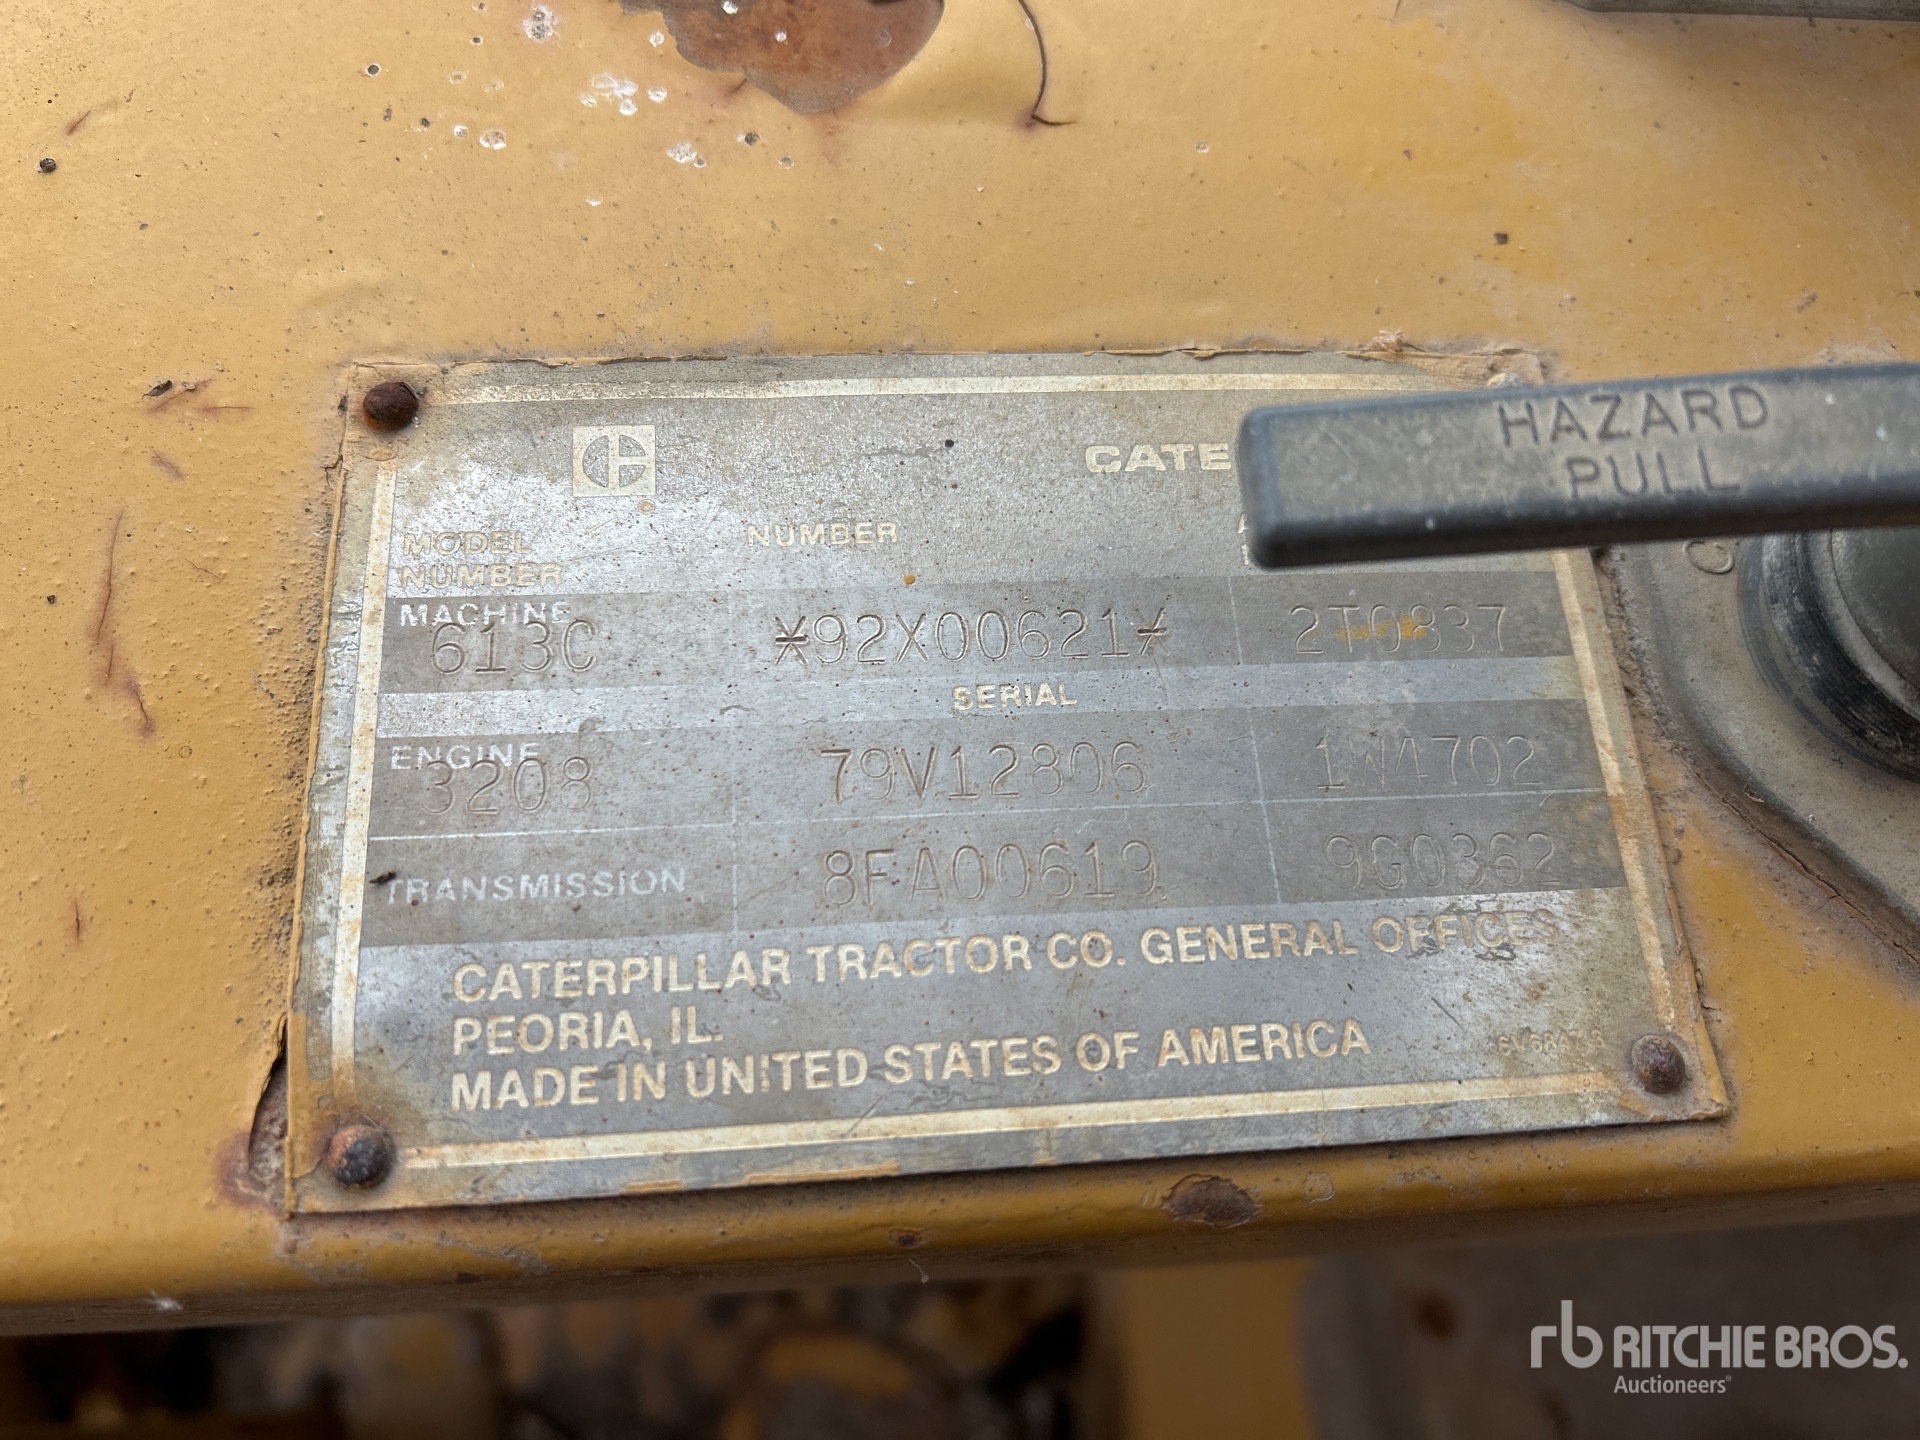 CATE
HAZARD
PULL
MODEL
NUMBER
NUMBER
MACHINE
613C
*92X00621*
2T0837
SERIAL
ENGINE
3208
79V12806
1W4702
TRANSMISSION
8FA00619
9G0362
CATERPILLAR TRACTOR CO. GENERAL OFFICES
PEORIA, IL.
MADE IN UNITED STATES OF AMERICA
rb RITCHIE BROS.
Auctioneers®